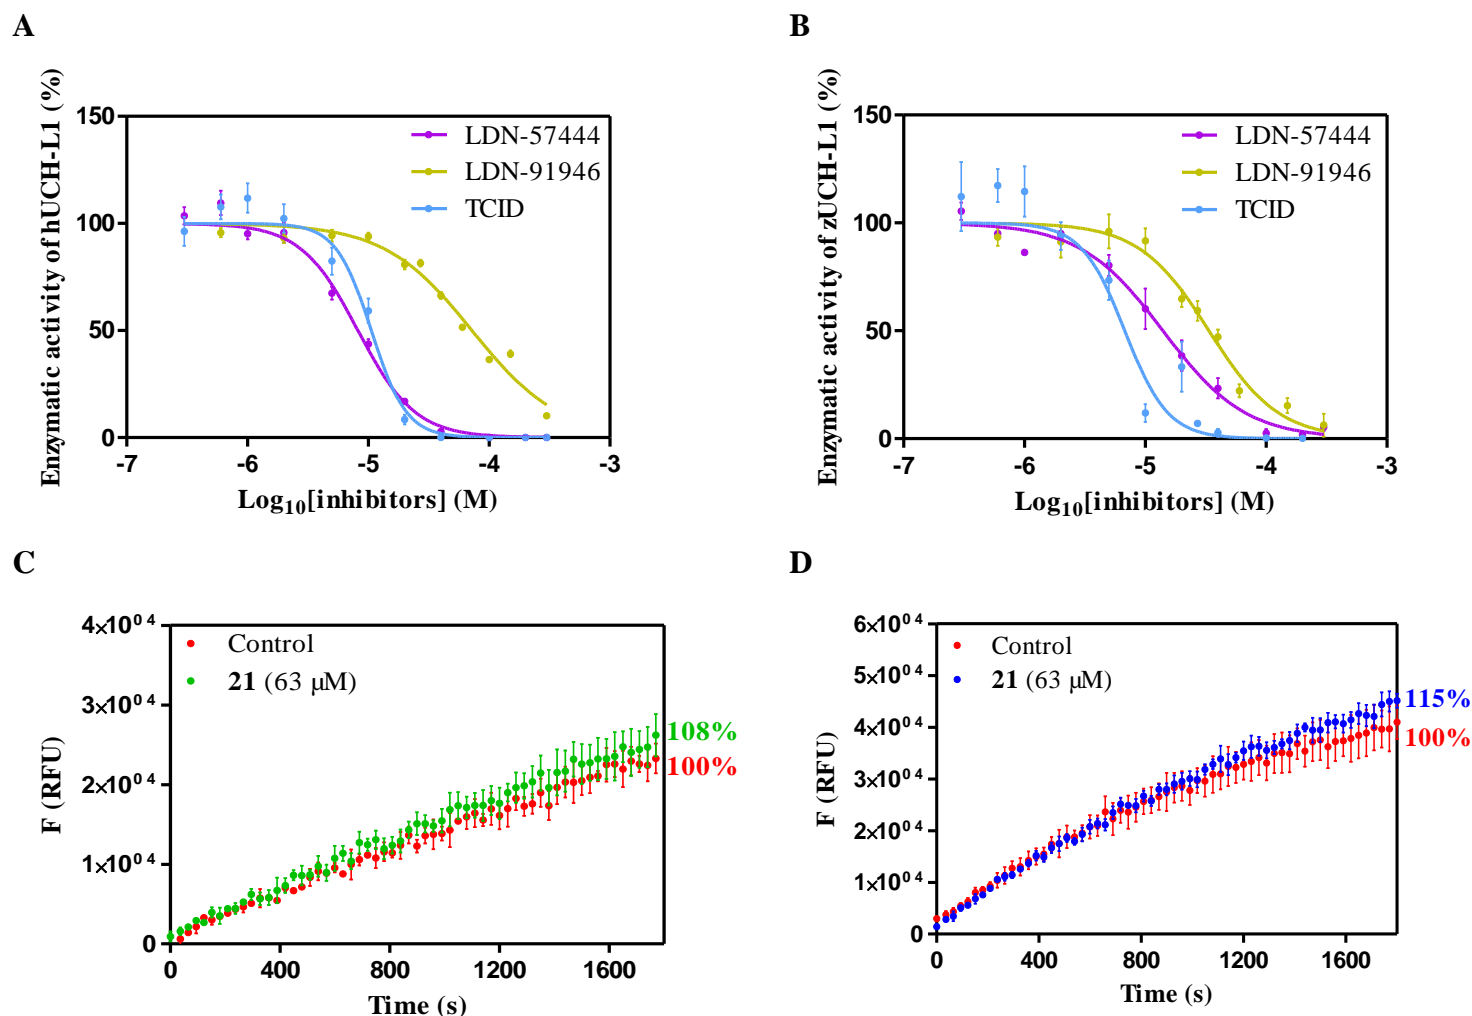 A
Enzymatic activity of hUCH-L1 (%)
150
100
50
0
-7 -6 -5 -4 -3
Log10[inhibitors] (M)
LDN-57444
LDN-91946
TCID
B
Enzymatic activity of zUCH-L1 (%)
150
100
50
0
-7 -6 -5 -4 -3
Log10[inhibitors] (M)
LDN-57444
LDN-91946
TCID
C
F (RFU)
4×10⁰⁴
3×10⁰⁴
2×10⁰⁴
1×10⁰⁴
0
0 400 800 1200 1600
Time (s)
Control
21 (63 μM)
108%
100%
D
F (RFU)
6×10⁰⁴
5×10⁰⁴
4×10⁰⁴
3×10⁰⁴
2×10⁰⁴
1×10⁰⁴
0
0 400 800 1200 1600
Time (s)
Control
21 (63 μM)
115%
100%